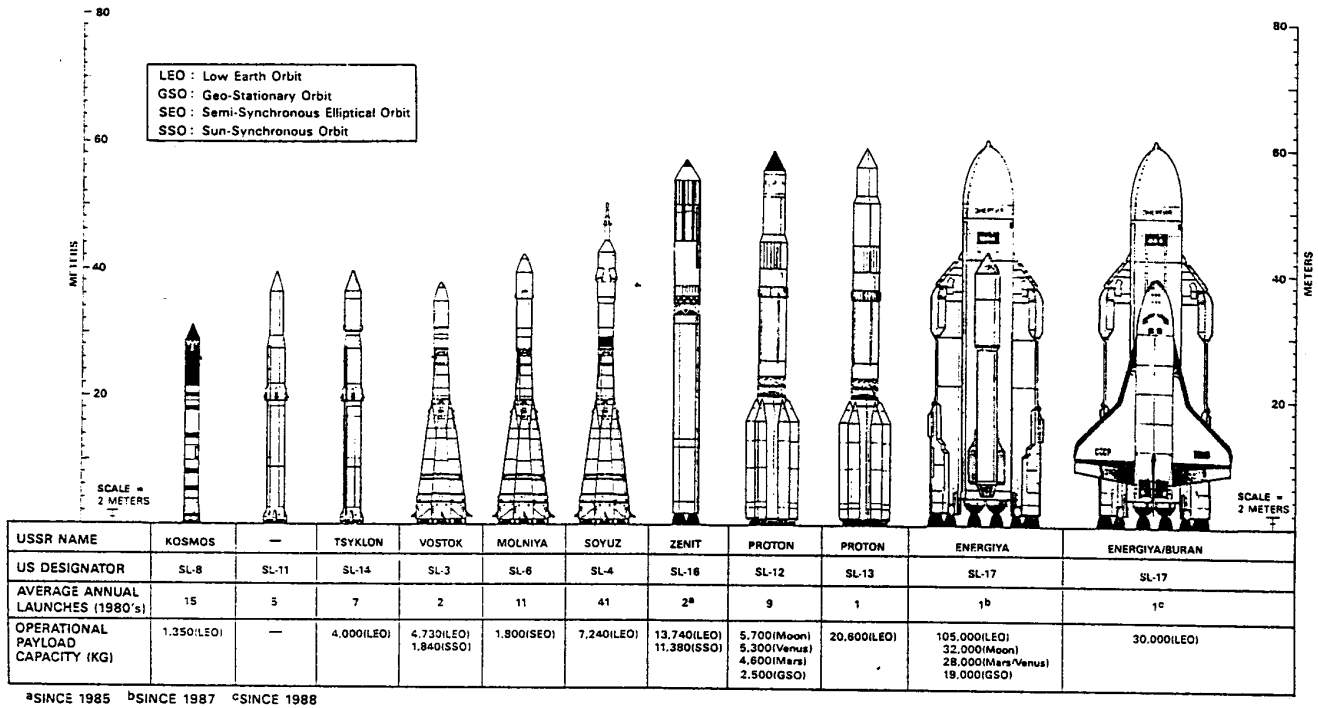 80
80
LEO : Low Earth Orbit
GSO : Geo-Stationary Orbit
SEO : Semi-Synchronous Elliptical Orbit
SSO : Sun-Synchronous Orbit
60
60
METERS
40
40
METERS
20
20
СССР
SCALE =
2 METERS
SCALE =
2 METERS
USSR NAME KOSMOS — TSYKLON VOSTOK MOLNIYA SOYUZ ZENIT PROTON PROTON ENERGIYA ENERGIYA/BURAN
US DESIGNATOR SL-8 SL-11 SL-14 SL-3 SL-6 SL-4 SL-16 SL-12 SL-13 SL-17 SL-17
AVERAGE ANNUAL
LAUNCHES (1980's) 15 5 7 2 11 41 2a 9 1 1b 1c
OPERATIONAL 1.350(LEO) — 4.000(LEO) 4.730(LEO) 1.800(SEO) 7,240(LEO) 13,740(LEO) 5.700(Moon) 20,600(LEO) 105,000(LEO) 30,000(LEO)
PAYLOAD 1.840(SSO) 11.380(SSO) 5,300(Venus) 32,000(Moon)
CAPACITY (KG) 4,600(Mars) 28,000(Mars/Venus)
2.500(GSO) 19,000(GSO)
aSINCE 1985 bSINCE 1987 cSINCE 1988